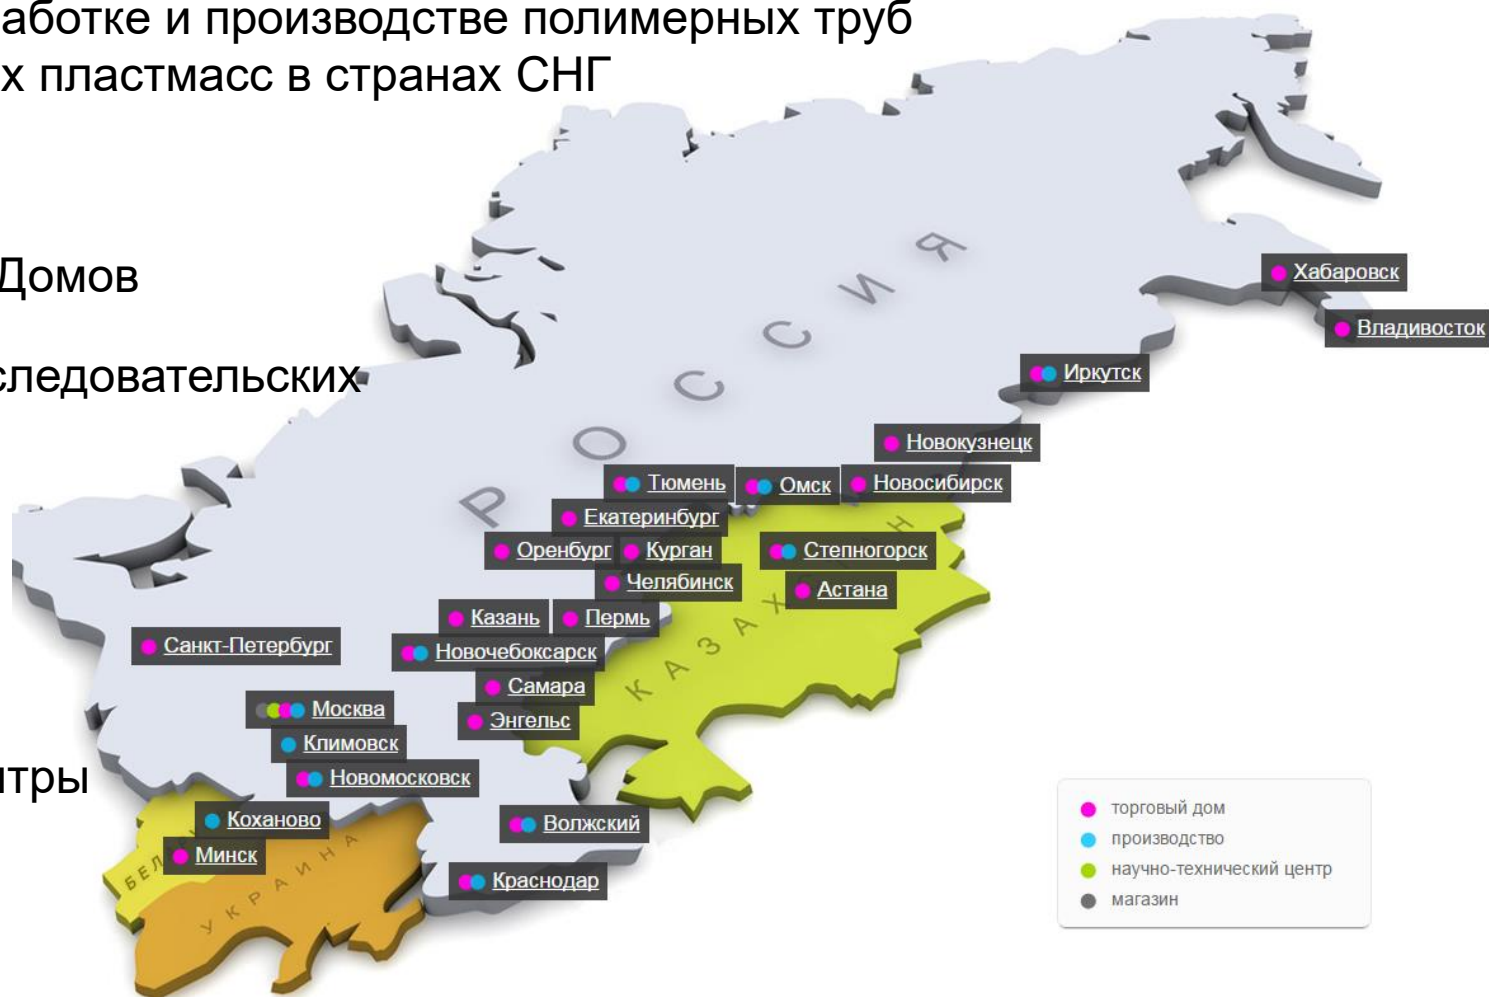 аботке и производстве полимерных труб
х пластмасс в странах СНГ
Домов
следовательских
нтры
РОССИЯ
Хабаровск
Владивосток
Иркутск
Новокузнецк
Тюмень
Омск
Новосибирск
Екатеринбург
Оренбург
Курган
Степногорск
Челябинск
Астана
Казань
Пермь
Санкт-Петербург
Новочебоксарск
Самара
Москва
Энгельс
Климовск
Новомосковск
Коханово
Волжский
Минск
Краснодар
УКРАИНА
торговый дом
производство
научно-технический центр
магазин